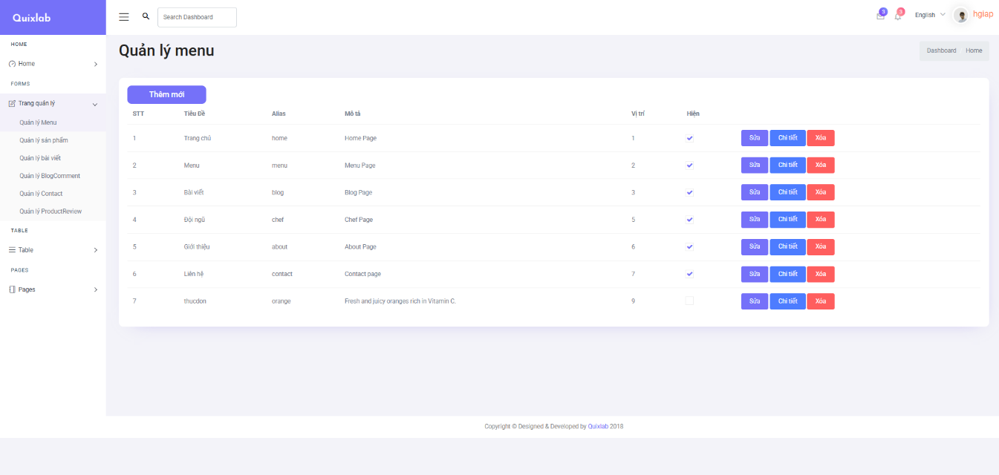 Quixlab
Search Dashboard
3
3
English
hgiap
HOME
Home
FORMS
Trang quản lý
Quản lý Menu
Quản lý sản phẩm
Quản lý bài viết
Quản lý BlogComment
Quản lý Contact
Quản lý ProductReview
TABLE
Table
PAGES
Pages
Quản lý menu
Dashboard Home
Thêm mới
STT Tiêu Đề Alias Mô tả Vị trí Hiện
1 Trang chủ home Home Page 1 Sửa Chi tiết Xóa
2 Menu menu Menu Page 2 Sửa Chi tiết Xóa
3 Bài viết blog Blog Page 3 Sửa Chi tiết Xóa
4 Đội ngũ chef Chef Page 5 Sửa Chi tiết Xóa
5 Giới thiệu about About Page 6 Sửa Chi tiết Xóa
6 Liên hệ contact Contact page 7 Sửa Chi tiết Xóa
7 thucdon orange Fresh and juicy oranges rich in Vitamin C. 9 Sửa Chi tiết Xóa
Copyright © Designed & Developed by Quixlab 2018